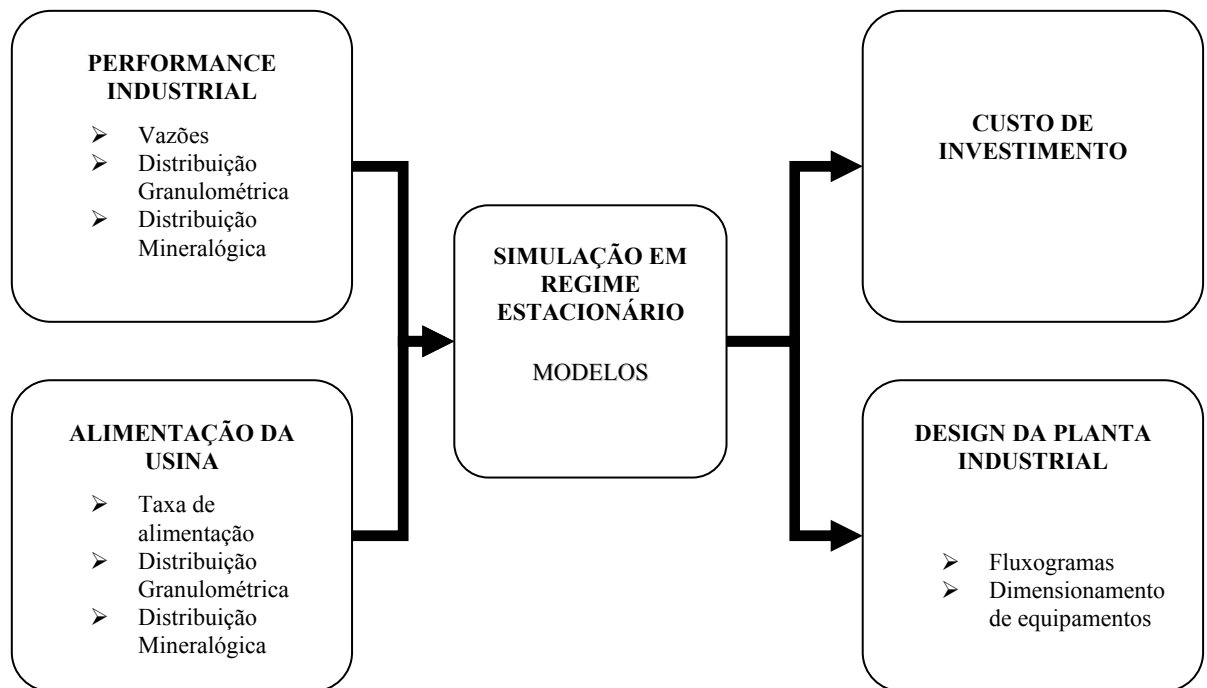 PERFORMANCE
INDUSTRIAL
➢ Vazões
➢ Distribuição
Granulométrica
➢ Distribuição
Mineralógica
ALIMENTAÇÃO DA
USINA
➢ Taxa de
alimentação
➢ Distribuição
Granulométrica
➢ Distribuição
Mineralógica
SIMULAÇÃO EM
REGIME
ESTACIONÁRIO
MODELOS
CUSTO DE
INVESTIMENTO
DESIGN DA PLANTA
INDUSTRIAL
➢ Fluxogramas
➢ Dimensionamento
de equipamentos